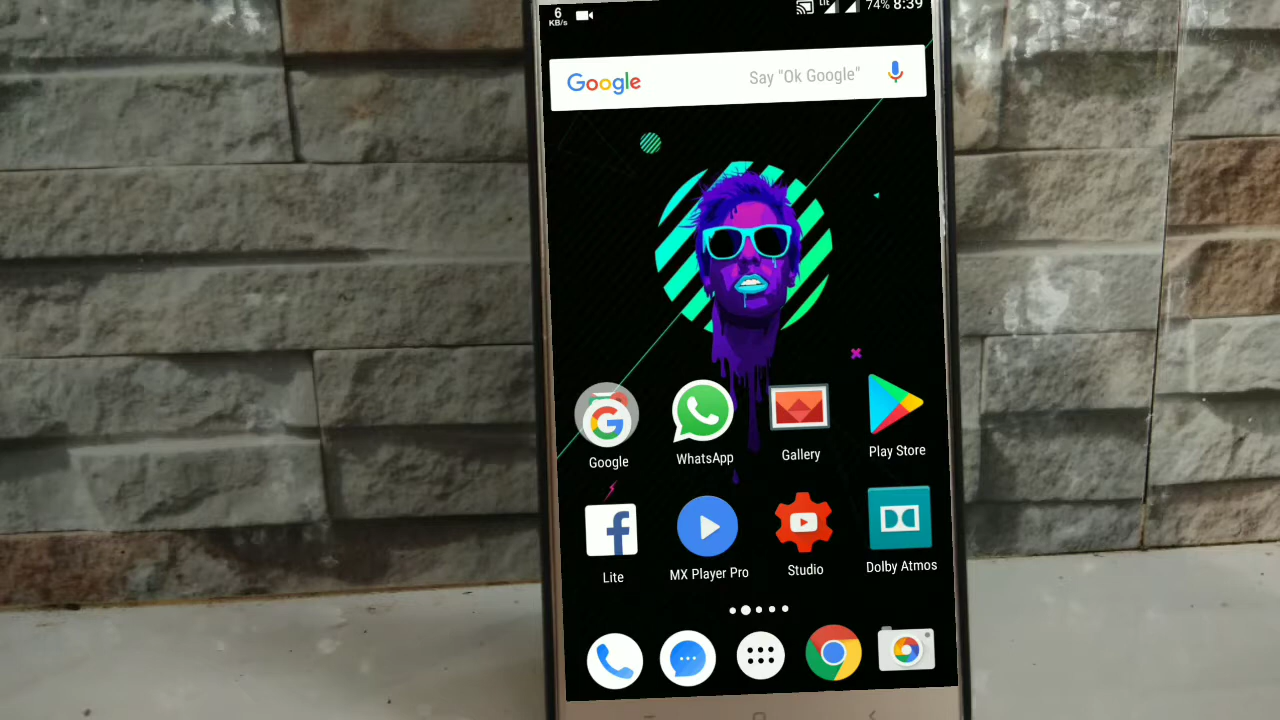 6
KB/s
LTE
74% 8:39
Google
Say "Ok Google"
Google
WhatsApp
Gallery
Play Store
Lite
MX Player Pro
Studio
Dolby Atmos